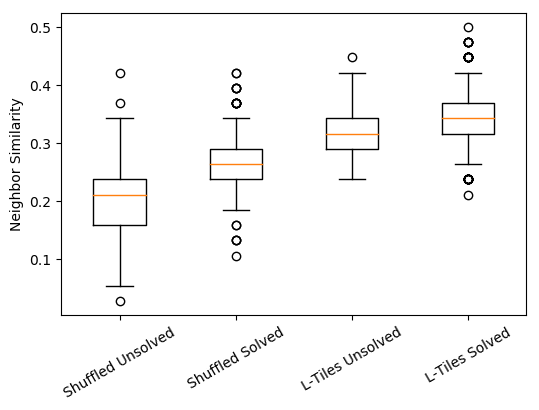 0.5
0.4
0.3
0.2
0.1
Neighbor Similarity
Shuffled Unsolved
Shuffled Solved
L-Tiles Unsolved
L-Tiles Solved